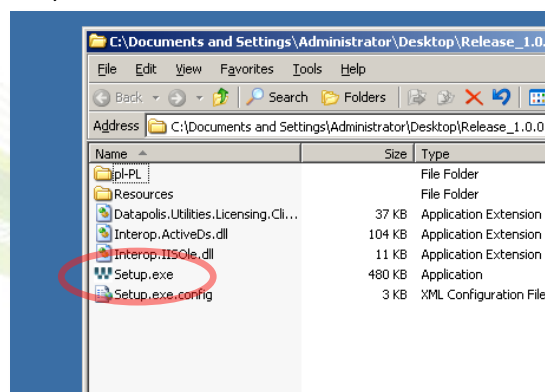 C:\Documents and Settings\Administrator\Desktop\Release_1.0.
File Edit View Favorites Tools Help
Back Search Folders
Address C:\Documents and Settings\Administrator\Desktop\Release_1.0.0
Name Size Type
pl-PL File Folder
Resources File Folder
Datapolis.Utilities.Licensing.Cli... 37 KB Application Extension
Interop.ActiveDs.dll 104 KB Application Extension
Interop.IISOle.dll 11 KB Application Extension
Setup.exe 480 KB Application
Setup.exe.config 3 KB XML Configuration File